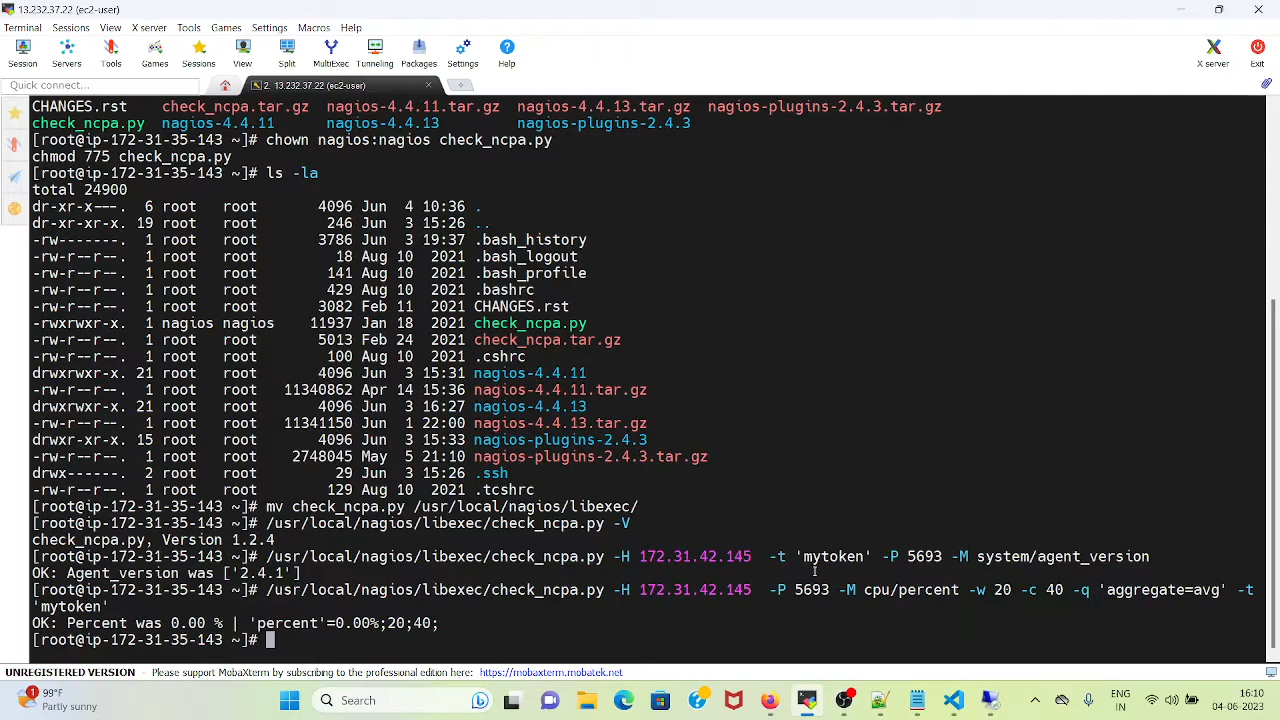 13.232.37.22 (ec2-user)
Terminal Sessions View X server Tools Games Settings Macros Help
Session Servers Tools Games Sessions View Split MultiExec Tunneling Packages Settings Help X server Exit
Quick connect... 2. 13.232.37.22 (ec2-user)
CHANGES.rst check_ncpa.tar.gz nagios-4.4.11.tar.gz nagios-4.4.13.tar.gz nagios-plugins-2.4.3.tar.gz
check_ncpa.py nagios-4.4.11 nagios-4.4.13 nagios-plugins-2.4.3
[root@ip-172-31-35-143 ~]# chown nagios:nagios check_ncpa.py
chmod 775 check_ncpa.py
[root@ip-172-31-35-143 ~]# ls -la
total 24900
dr-xr-x---. 6 root root 4096 Jun 4 10:36 .
dr-xr-xr-x. 19 root root 246 Jun 3 15:26 ..
-rw-------. 1 root root 3786 Jun 3 19:37 .bash_history
-rw-r--r--. 1 root root 18 Aug 10 2021 .bash_logout
-rw-r--r--. 1 root root 141 Aug 10 2021 .bash_profile
-rw-r--r--. 1 root root 429 Aug 10 2021 .bashrc
-rw-rw-r--. 1 root root 3082 Feb 11 2021 CHANGES.rst
-rwxrwxr-x. 1 nagios nagios 11937 Jan 18 2021 check_ncpa.py
-rw-r--r--. 1 root root 5013 Feb 24 2021 check_ncpa.tar.gz
-rw-r--r--. 1 root root 100 Aug 10 2021 .cshrc
drwxrwxr-x. 21 root root 4096 Jun 3 15:31 nagios-4.4.11
-rw-r--r--. 1 root root 11340862 Apr 14 15:36 nagios-4.4.11.tar.gz
drwxrwxr-x. 21 root root 4096 Jun 3 16:27 nagios-4.4.13
-rw-r--r--. 1 root root 11341150 Jun 1 22:00 nagios-4.4.13.tar.gz
drwxr-xr-x. 15 root root 4096 Jun 3 15:33 nagios-plugins-2.4.3
-rw-r--r--. 1 root root 2748045 May 5 21:10 nagios-plugins-2.4.3.tar.gz
drwx------. 2 root root 29 Jun 3 15:26 .ssh
-rw-r--r--. 1 root root 129 Aug 10 2021 .tcshrc
[root@ip-172-31-35-143 ~]# mv check_ncpa.py /usr/local/nagios/libexec/
[root@ip-172-31-35-143 ~]# /usr/local/nagios/libexec/check_ncpa.py -V
check_ncpa.py, Version 1.2.4
[root@ip-172-31-35-143 ~]# /usr/local/nagios/libexec/check_ncpa.py -H 172.31.42.145 -t 'mytoken' -P 5693 -M system/agent_version
OK: Agent_version was ['2.4.1']
[root@ip-172-31-35-143 ~]# /usr/local/nagios/libexec/check_ncpa.py -H 172.31.42.145 -P 5693 -M cpu/percent -w 20 -c 40 -q 'aggregate=avg' -t
'mytoken'
OK: Percent was 0.00 % | 'percent'=0.00%;20;40;
[root@ip-172-31-35-143 ~]#
UNREGISTERED VERSION - Please support MobaXterm by subscribing to the professional edition here: https://mobaxterm.mobatek.net
1 99°F
Partly sunny
Search
ENG
IN
16:10
04-06-2023